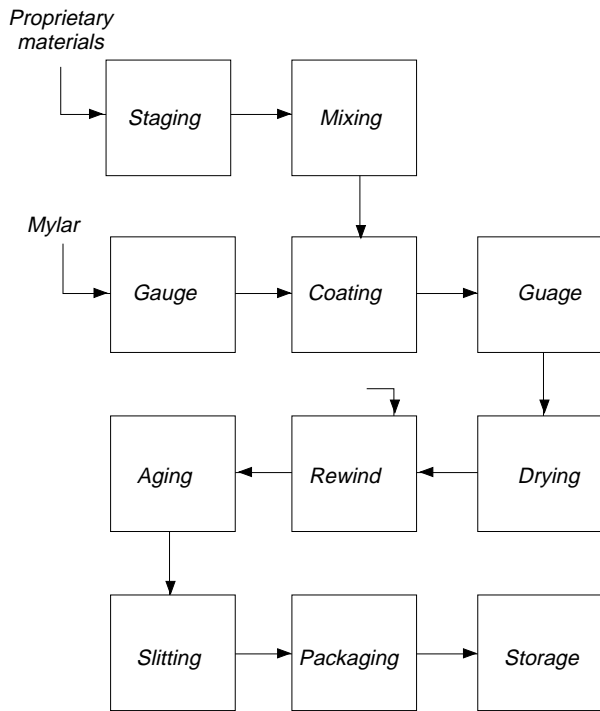 Proprietary
materials
Staging
Mixing
Mylar
Gauge
Coating
Guage
Aging
Rewind
Drying
Slitting
Packaging
Storage